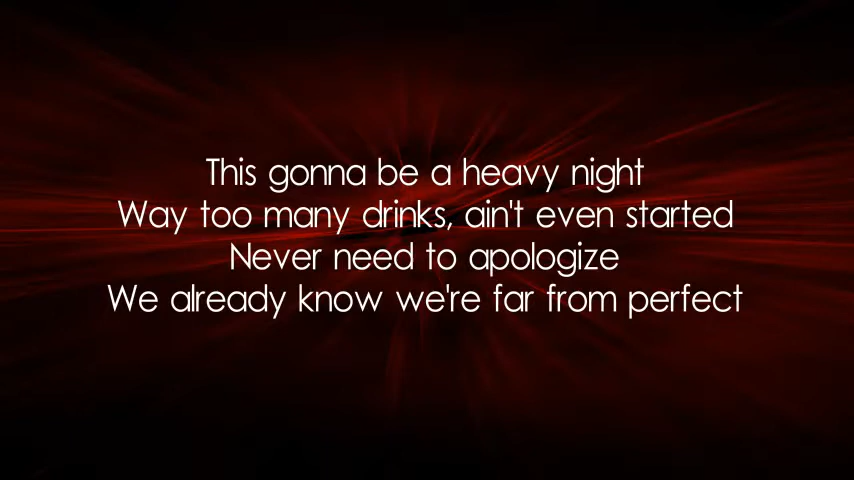 This gonna be a heavy night
Way too many drinks, ain't even started
Never need to apologize
We already know we're far from perfect